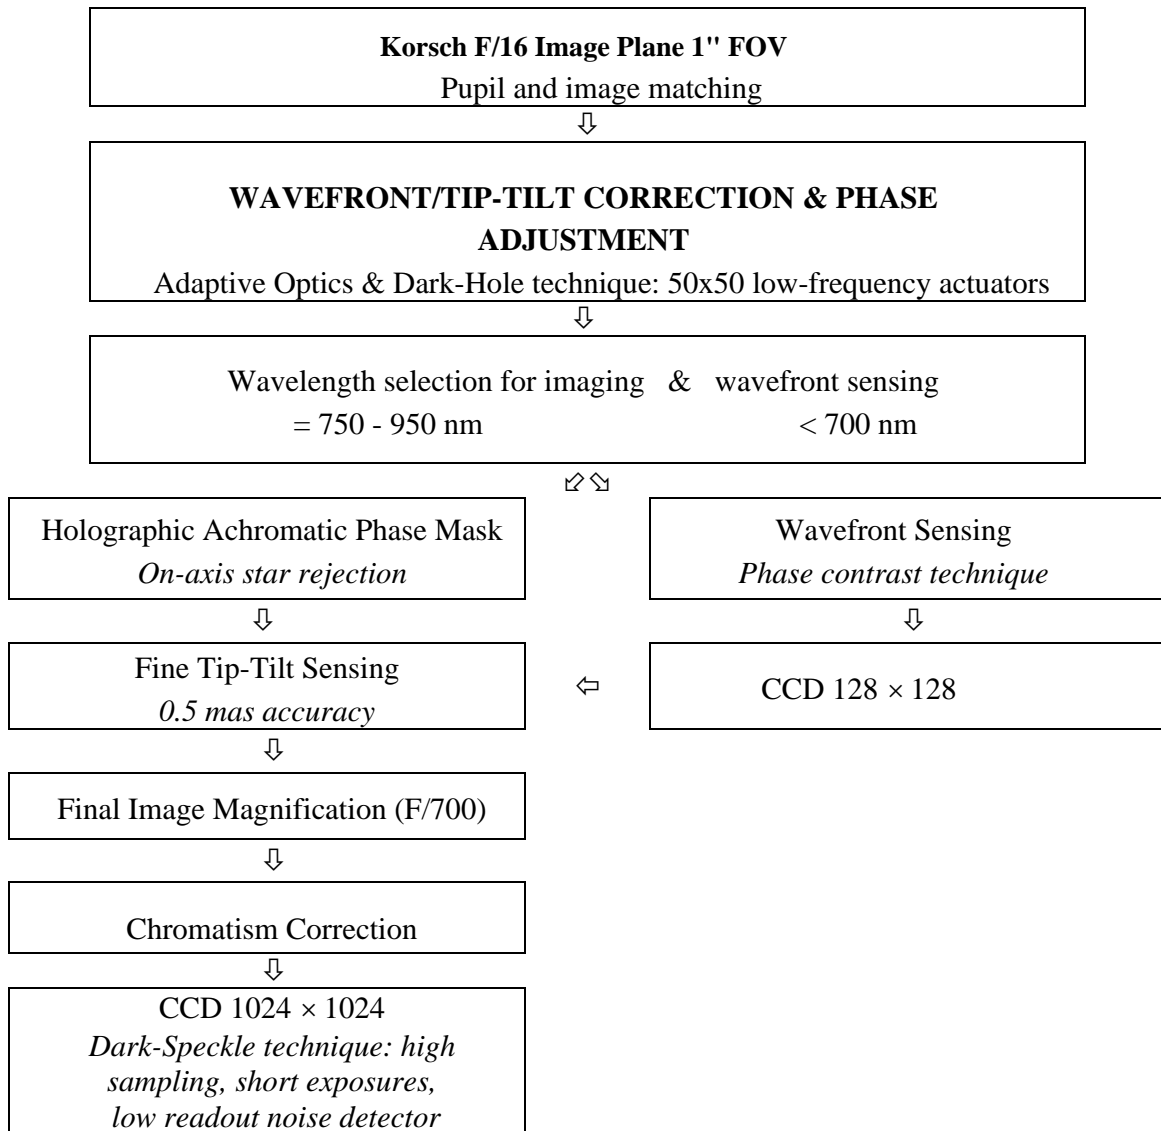 Korsch F/16 Image Plane 1" FOV
Pupil and image matching
⇩
WAVEFRONT/TIP-TILT CORRECTION & PHASE
ADJUSTMENT
Adaptive Optics & Dark-Hole technique: 50x50 low-frequency actuators
⇩
Wavelength selection for imaging & wavefront sensing
= 750 - 950 nm < 700 nm
Holographic Achromatic Phase Mask
On-axis star rejection
⇩
Wavefront Sensing
Phase contrast technique
⇩
Fine Tip-Tilt Sensing
0.5 mas accuracy
⇦
CCD 128 × 128
⇩
Final Image Magnification (F/700)
⇩
Chromatism Correction
⇩
CCD 1024 × 1024
Dark-Speckle technique: high
sampling, short exposures,
low readout noise detector